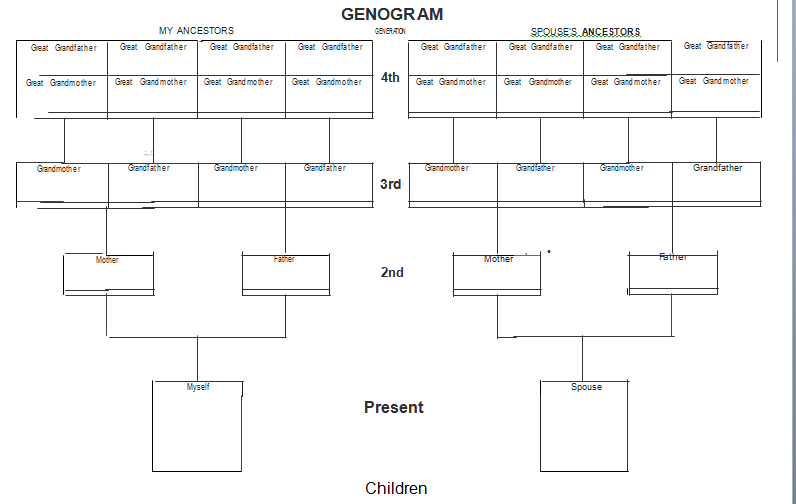 GENOGRAM
MY ANCESTORS GENERATION SPOUSE'S ANCESTORS
Great Grandfather Great Grandfather Great Grandfather Great Grandfather Great Grandfather Great Grandfather Great Grandfather Great Grandfather
4th
Great Grandmother Great Grandmother Great Grandmother Great Grandmother Great Grandmother Great Grandmother Great Grandmother Great Grandmother
Grandmother Grandfather Grandmother Grandfather Grandmother Grandfather Grandmother Grandfather
3rd
Mother Father Mother Father
2nd
Myself Spouse
Present
Children